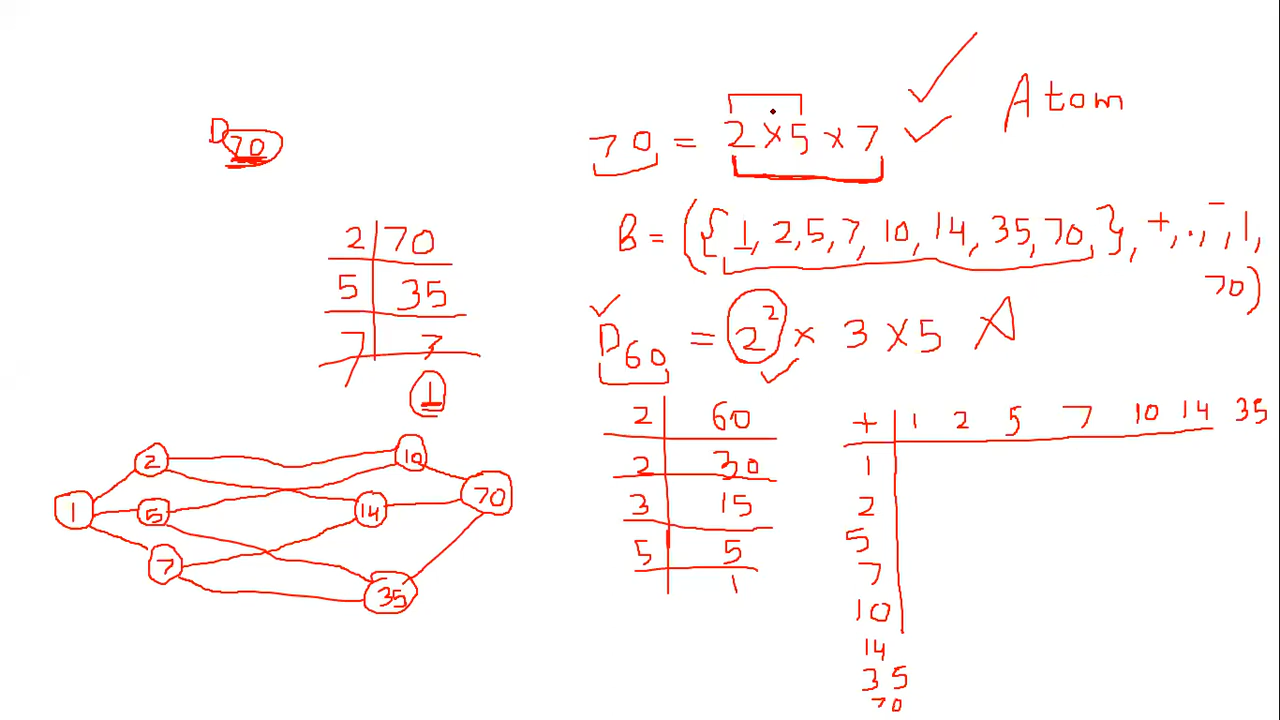 D70
70 = 2 × 5 × 7
Atom
B = ({1, 2, 5, 7, 10, 14, 35, 70}, +, ., ‾, 1,
70)
2 | 70
5 | 35
7 | 7
1
D60 = 2² × 3 × 5
2 | 60
2 | 30
3 | 15
5 | 5
1
+ | 1 2 5 7 10 14 35
1
2
5
7
10
14
35
70
2 10
1 5 14 70
7 35